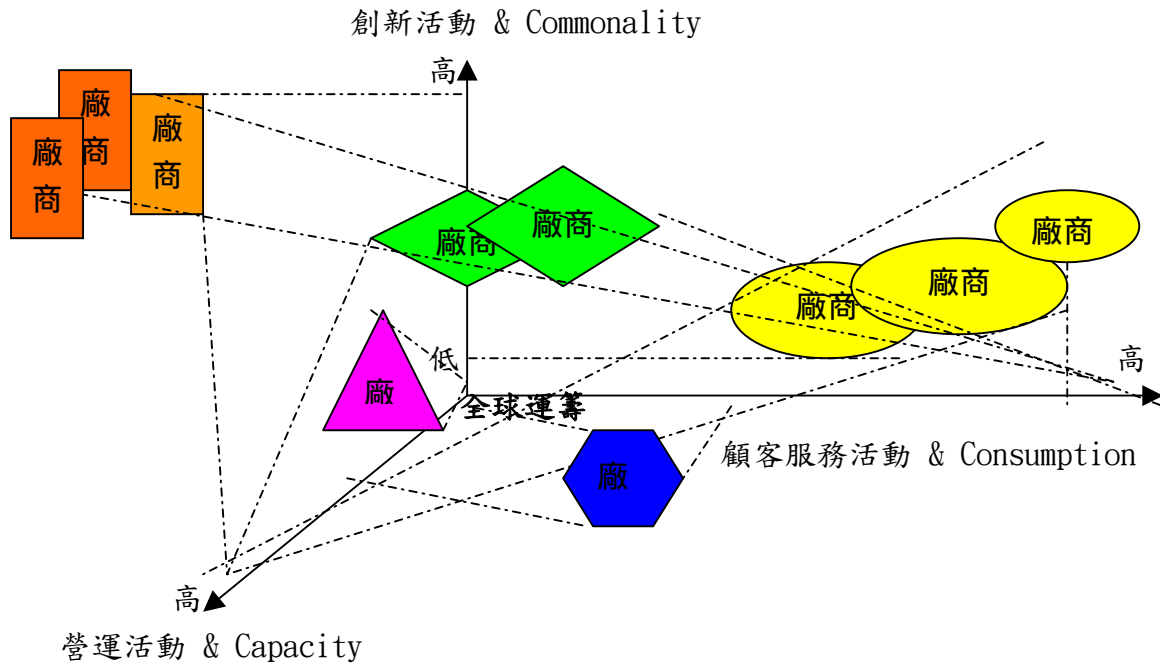 創新活動 & Commonality
高
廠
商
廠
商
廠
商
廠商
廠商
廠商
廠商
廠商
低
高
廠
全球運籌
顧客服務活動 & Consumption
廠
高
營運活動 & Capacity